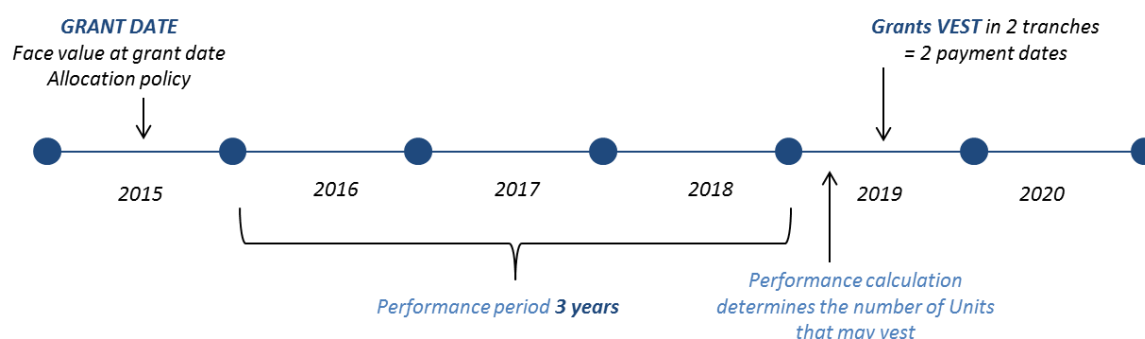 GRANT DATE
Face value at grant date
Allocation policy
Grants VEST in 2 tranches
= 2 payment dates
2015
2016
2017
2018
2019
2020
Performance period 3 years
Performance calculation
determines the number of Units
that may vest